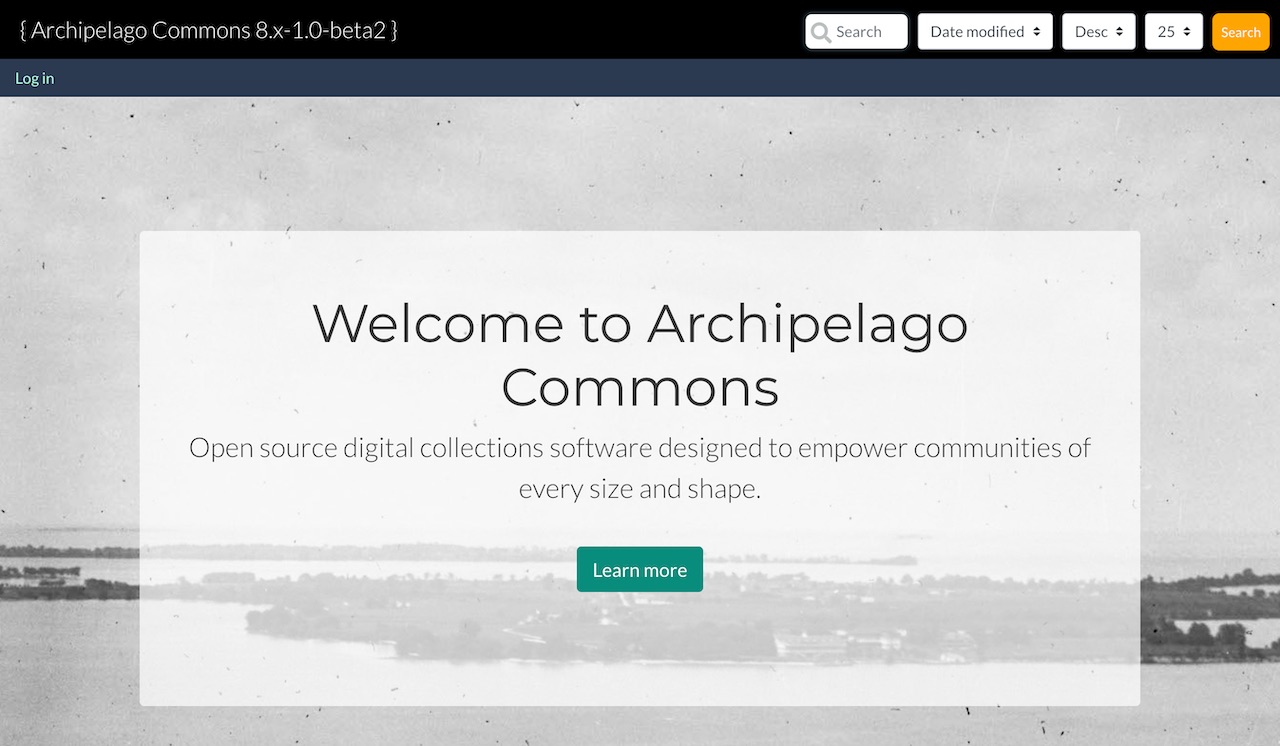 { Archipelago Commons 8.x-1.0-beta2 }
Search
Date modified
Desc
25
Search
Log in
Welcome to Archipelago
Commons
Open source digital collections software designed to empower communities of
every size and shape.
Learn more